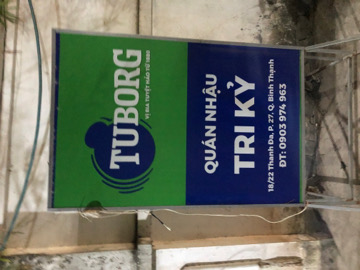 TUBORG
VỊ BIA TUYỆT HẢO TỪ 1880
QUÁN NHẬU
TRI KỶ
18/22 Thanh Đa, P. 27, Q. Bình Thạnh
ĐT: 0903 974 963